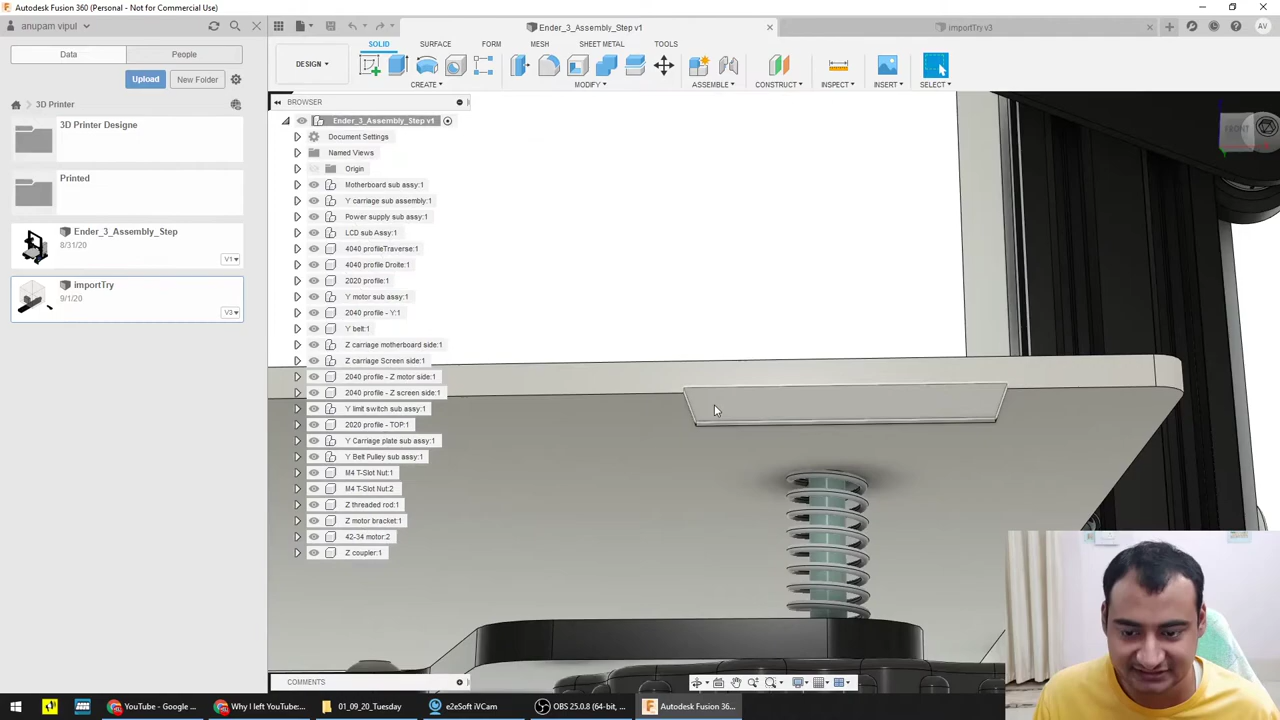 Autodesk Fusion 360 (Personal - Not for Commercial Use)
anupam vipul
Ender_3_Assembly_Step v1
importTry v3
AV
Data
People
DESIGN
SOLID
SURFACE
FORM
MESH
SHEET METAL
TOOLS
CREATE
MODIFY
ASSEMBLE
CONSTRUCT
INSPECT
INSERT
SELECT
Upload
New Folder
3D Printer
3D Printer Designe
Printed
Ender_3_Assembly_Step
8/31/20
V1
importTry
9/1/20
V3
BROWSER
Ender_3_Assembly_Step v1
Document Settings
Named Views
Origin
Motherboard sub assy:1
Y carriage sub assembly:1
Power supply sub assy:1
LCD sub Assy:1
4040 profileTraverse:1
4040 profile Droite:1
2020 profile:1
Y motor sub assy:1
2040 profile - Y:1
Y belt:1
Z carriage motherboard side:1
Z carriage Screen side:1
2040 profile - Z motor side:1
2040 profile - Z screen side:1
Y limit switch sub assy:1
2020 profile - TOP:1
Y Carriage plate sub assy:1
Y Belt Pulley sub assy:1
M4 T-Slot Nut:1
M4 T-Slot Nut:2
Z threaded rod:1
Z motor bracket:1
42-34 motor:2
Z coupler:1
FRONT
COMMENTS
YouTube - Google ...
Why I left YouTube:...
01_09_20_Tuesday
e2eSoft iVCam
OBS 25.0.8 (64-bit, ...
Autodesk Fusion 36...